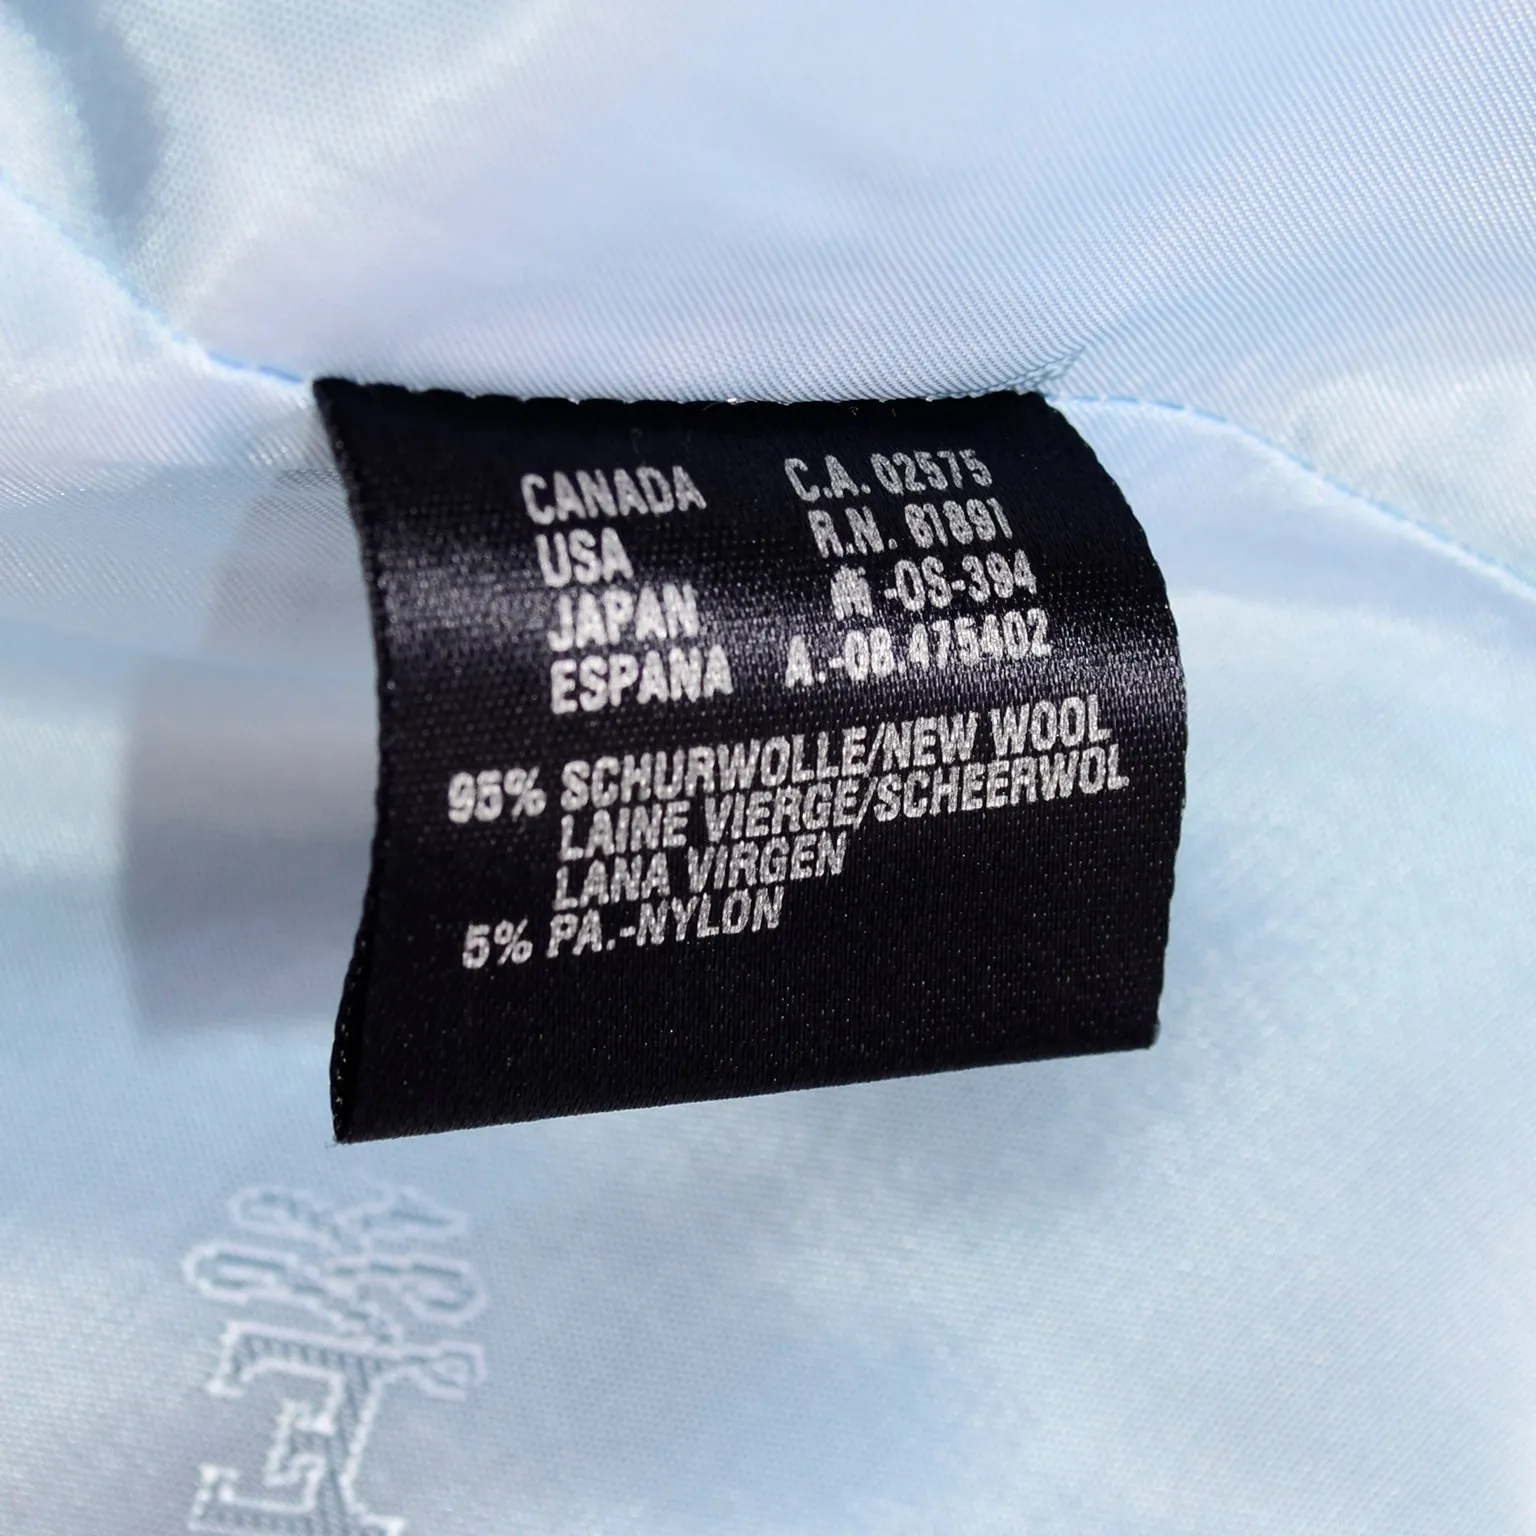 CANADA C.A. 02575
USA R.N. 61891
JAPAN -OS-394
ESPANA A.-08.475402
95% SCHURWOLLE/NEW WOOL
LAINE VIERGE/SCHEERWOL
LANA VIRGEN
5% PA.-NYLON